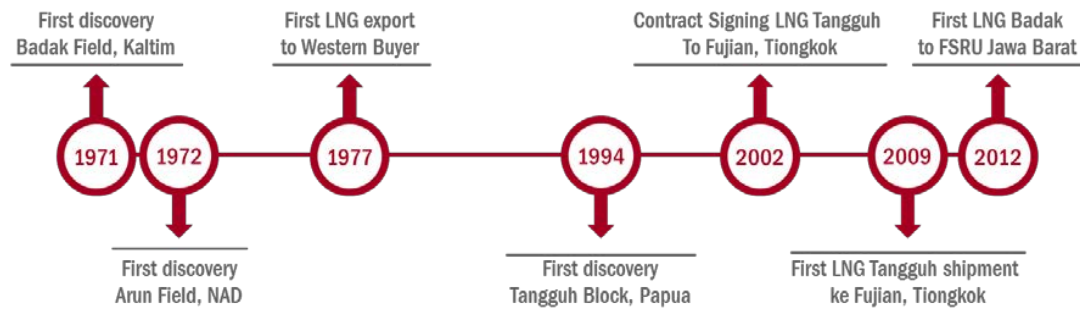 First discovery
Badak Field, Kaltim
First LNG export
to Western Buyer
Contract Signing LNG Tangguh
To Fujian, Tiongkok
First LNG Badak
to FSRU Jawa Barat
1971
1972
1977
1994
2002
2009
2012
First discovery
Arun Field, NAD
First discovery
Tangguh Block, Papua
First LNG Tangguh shipment
ke Fujian, Tiongkok